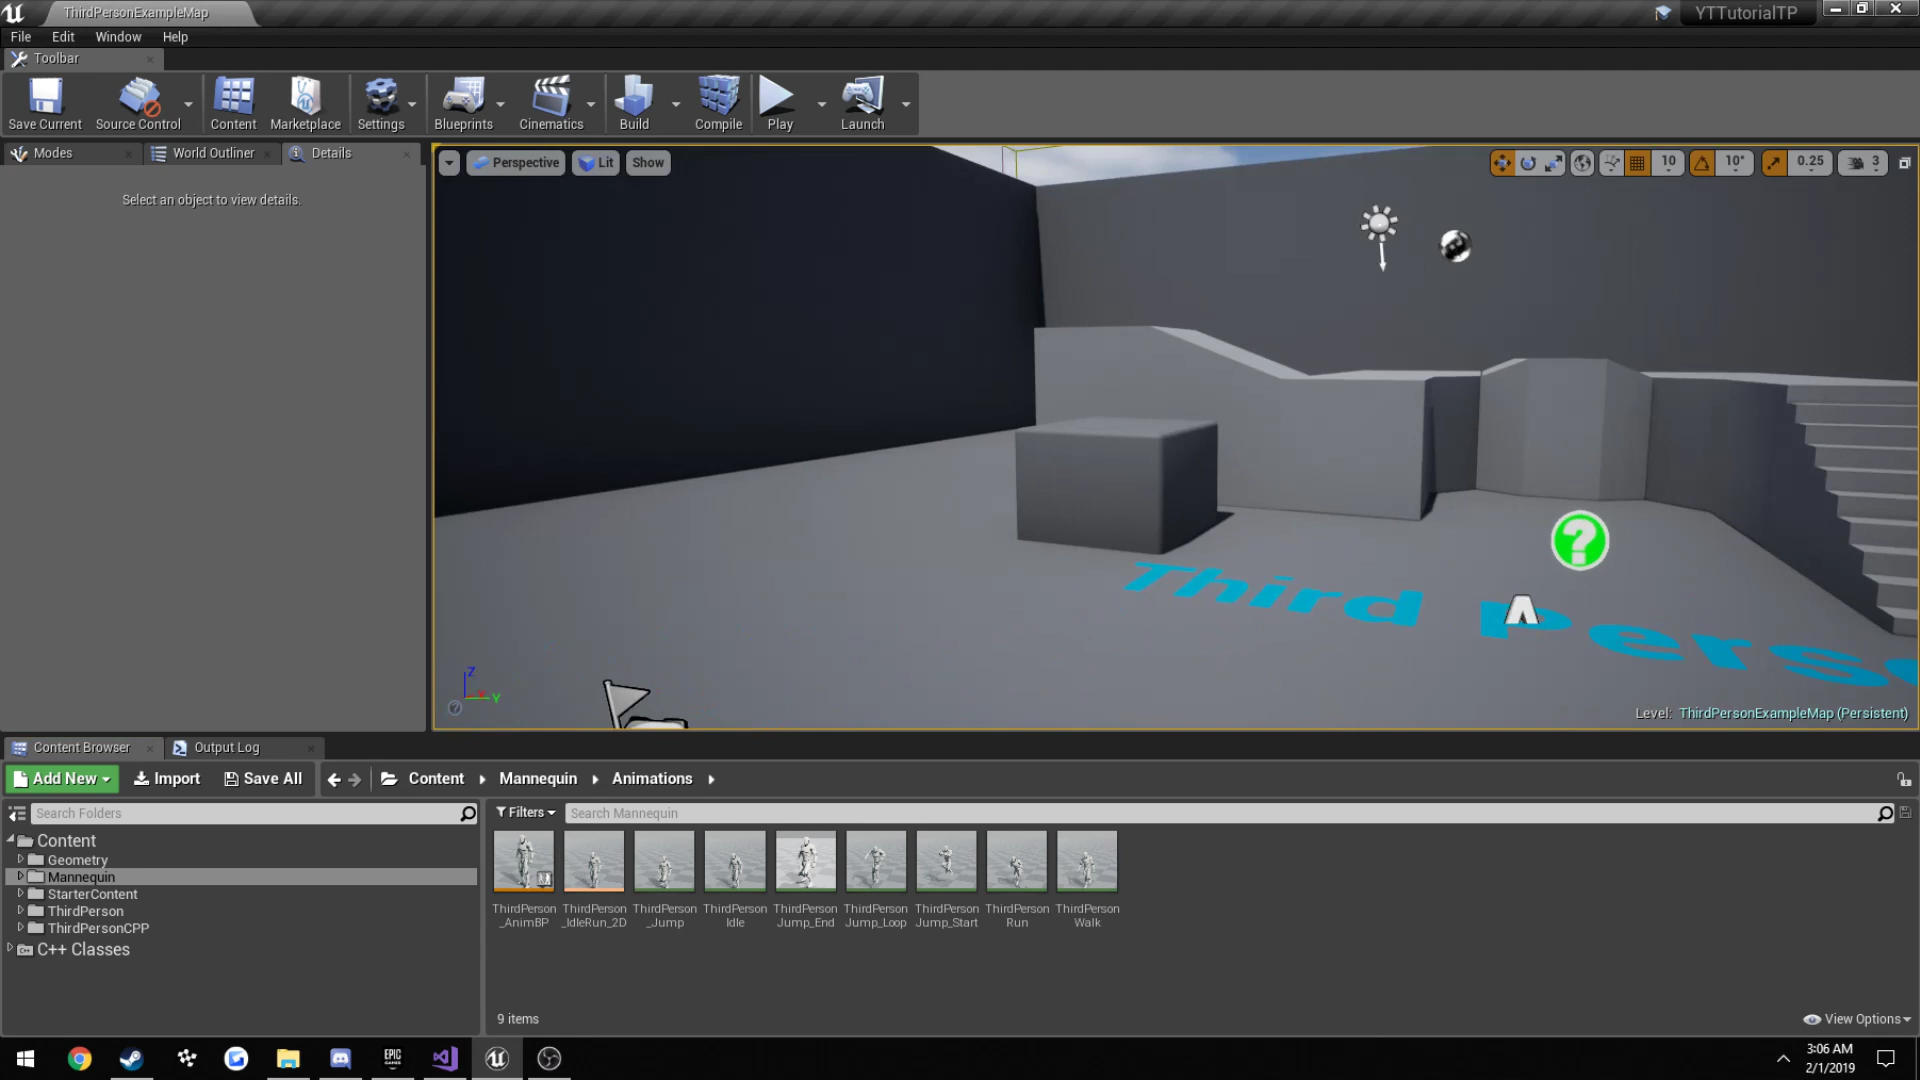 ThirdPersonExampleMap
YTTutorialTP
File Edit Window Help
Toolbar
Save Current Source Control Content Marketplace Settings Blueprints Cinematics Build Compile Play Launch
Modes World Outliner Details
Select an object to view details.
Perspective Lit Show
10 10° 0.25 3
Third Perso
Z
X Y
Level: ThirdPersonExampleMap (Persistent)
Content Browser Output Log
Add New Import Save All Content Mannequin Animations
Search Folders
Filters Search Mannequin
Content
Geometry
Mannequin
StarterContent
ThirdPerson
ThirdPersonCPP
C++ Classes
ThirdPerson _AnimBP
ThirdPerson _IdleRun_2D
ThirdPerson _Jump
ThirdPerson Idle
ThirdPerson Jump_End
ThirdPerson Jump_Loop
ThirdPerson Jump_Start
ThirdPerson Run
ThirdPerson Walk
9 items
View Options
EPIC GAMES
3:06 AM
2/1/2019